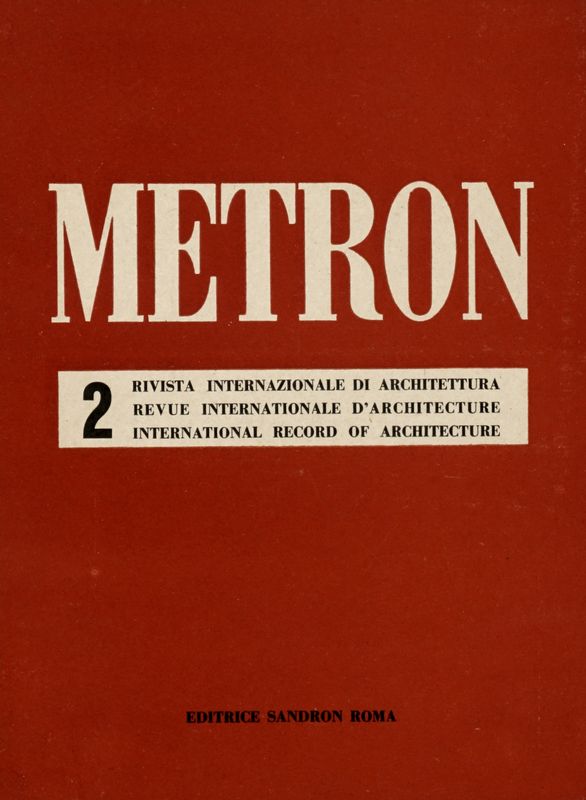 METRON
2
RIVISTA INTERNAZIONALE DI ARCHITETTURA
REVUE INTERNATIONALE D'ARCHITECTURE
INTERNATIONAL RECORD OF ARCHITECTURE
EDITRICE SANDRON ROMA